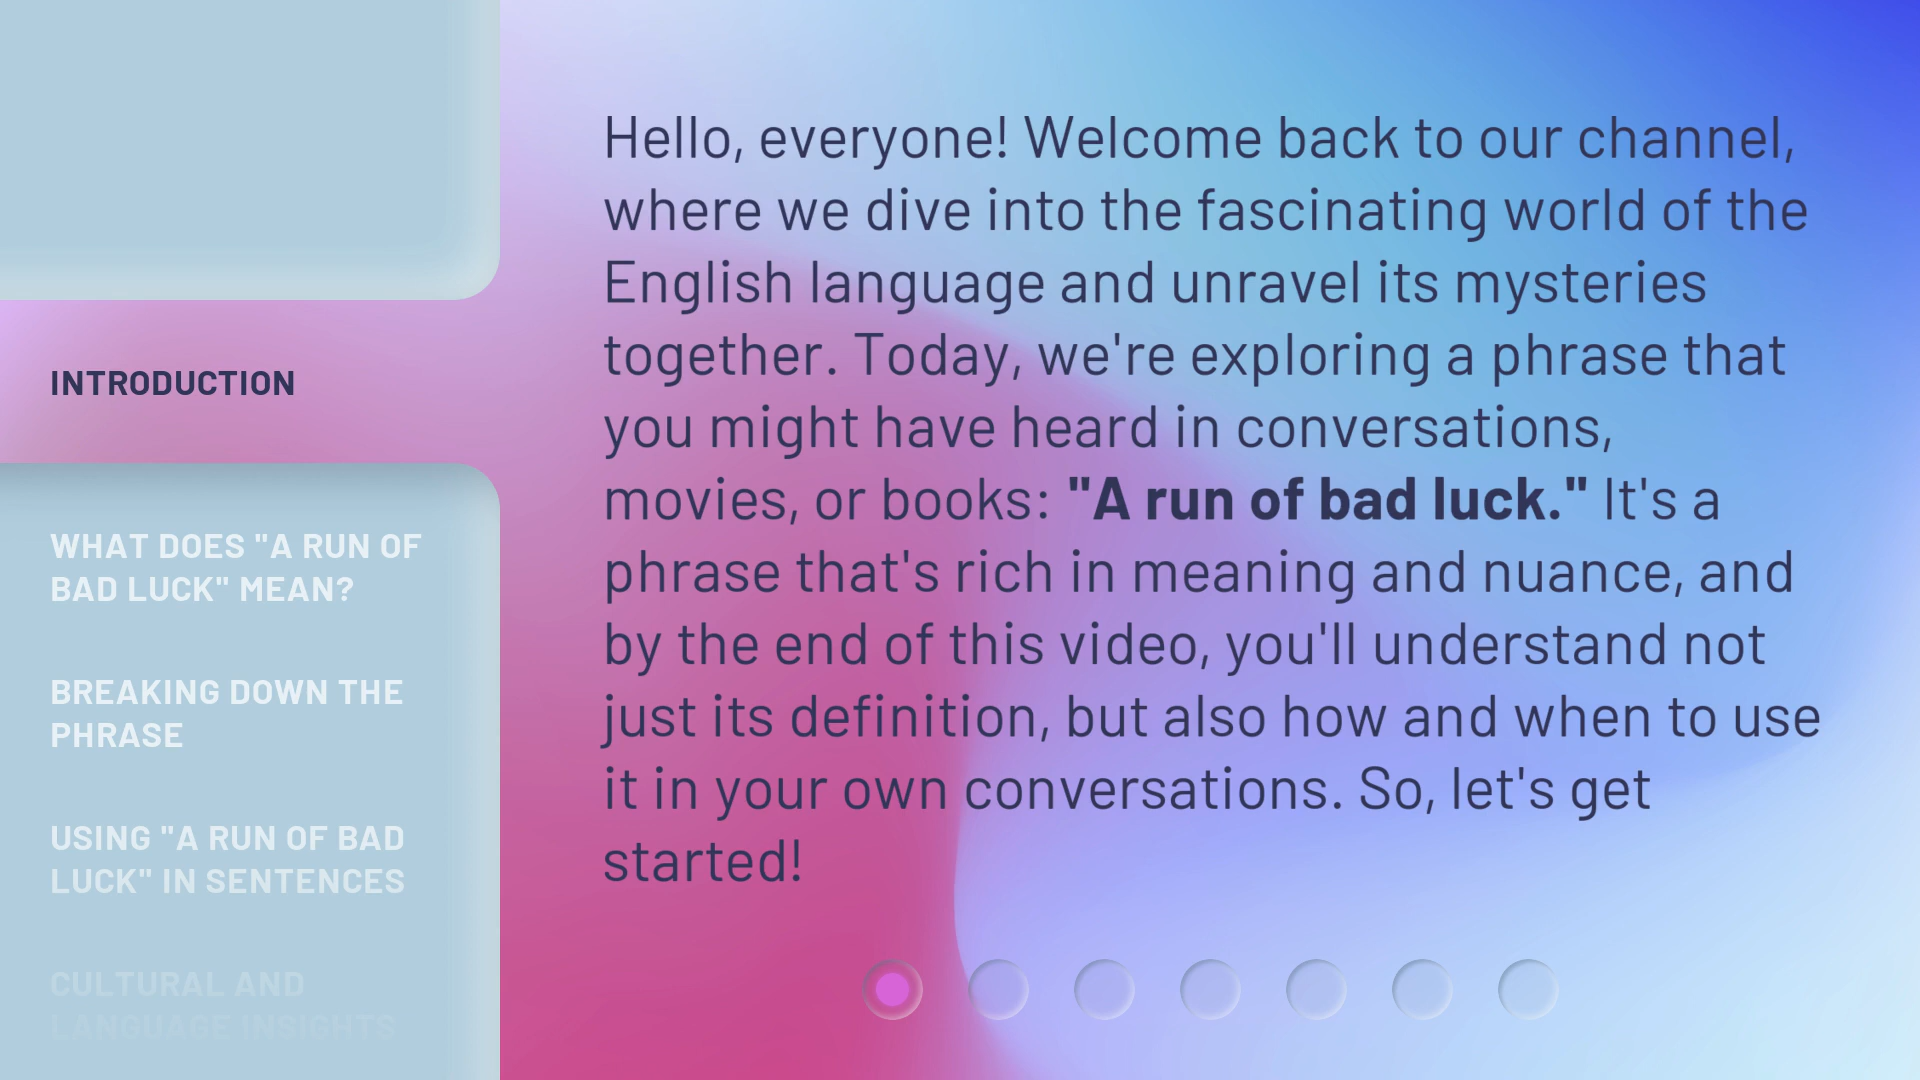 INTRODUCTION
WHAT DOES "A RUN OF
BAD LUCK" MEAN?
BREAKING DOWN THE
PHRASE
USING "A RUN OF BAD
LUCK" IN SENTENCES
CULTURAL AND
LANGUAGE INSIGHTS
Hello, everyone! Welcome back to our channel,
where we dive into the fascinating world of the
English language and unravel its mysteries
together. Today, we're exploring a phrase that
you might have heard in conversations,
movies, or books: "A run of bad luck." It's a
phrase that's rich in meaning and nuance, and
by the end of this video, you'll understand not
just its definition, but also how and when to use
it in your own conversations. So, let's get
started!